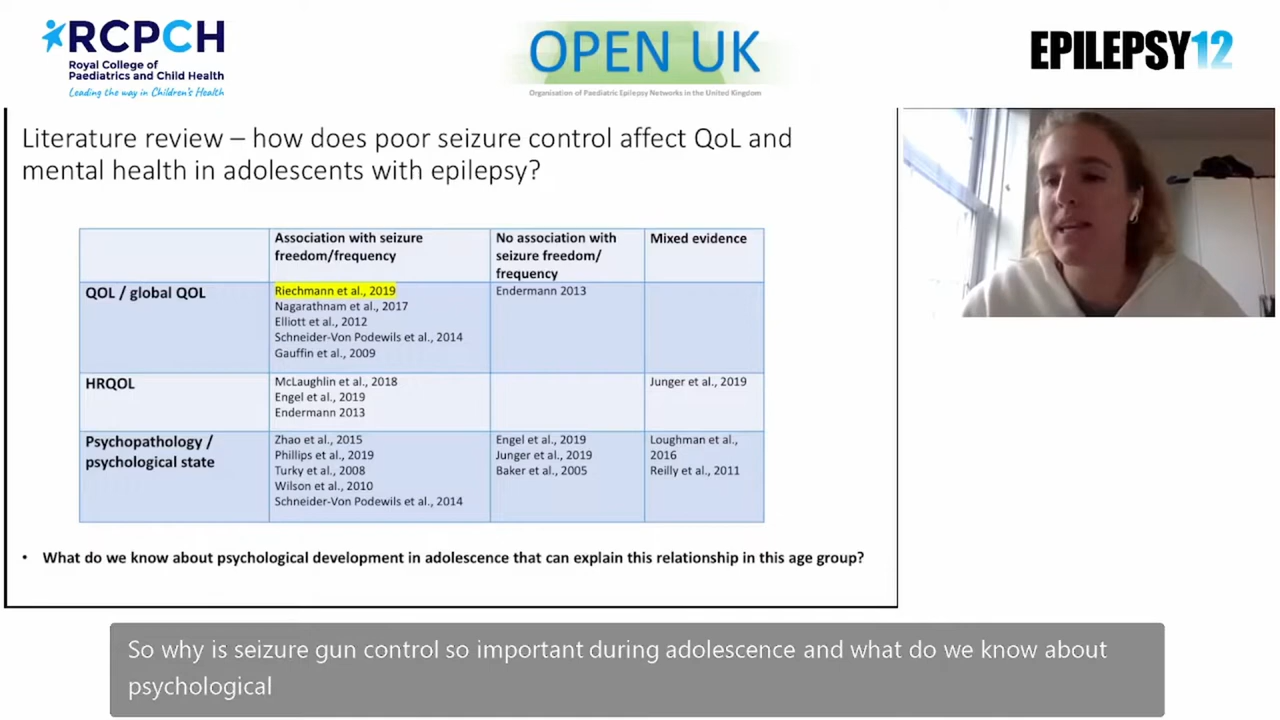 RCPCH
Royal College of
Paediatrics and Child Health
Leading the way in Children's Health
OPEN UK
Organisation of Paediatric Epilepsy Networks in the United Kingdom
EPILEPSY12
Literature review – how does poor seizure control affect QoL and
mental health in adolescents with epilepsy?
Association with seizure
freedom/frequency
No association with
seizure freedom/
frequency
Mixed evidence
QOL / global QOL
Riechmann et al., 2019
Nagarathnam et al., 2017
Elliott et al., 2012
Schneider-Von Podewils et al., 2014
Gauffin et al., 2009
Endermann 2013
HRQOL
McLaughlin et al., 2018
Engel et al., 2019
Endermann 2013
Junger et al., 2019
Psychopathology /
psychological state
Zhao et al., 2015
Phillips et al., 2019
Turky et al., 2008
Wilson et al., 2010
Schneider-Von Podewils et al., 2014
Engel et al., 2019
Junger et al., 2019
Baker et al., 2005
Loughman et al.,
2016
Reilly et al., 2011
• What do we know about psychological development in adolescence that can explain this relationship in this age group?
So why is seizure gun control so important during adolescence and what do we know about
psychological